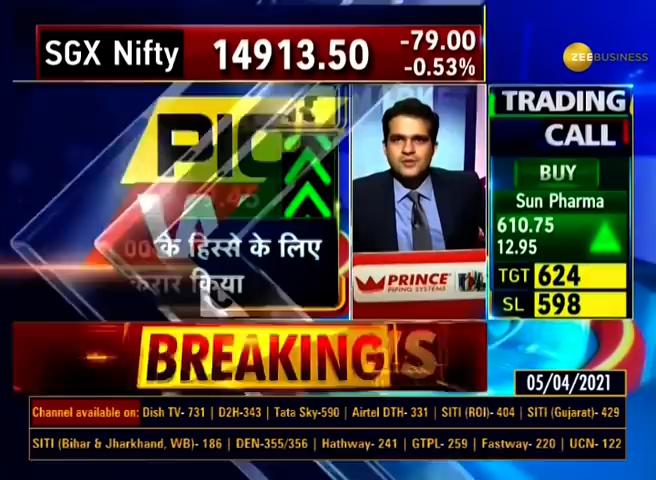 SGX Nifty 14913.50 -79.00
-0.53%
ZEE BUSINESS
PIC
के हिस्से के लिए
करार किया
PRINCE
PIPING SYSTEMS
TRADING
CALL
BUY
Sun Pharma
610.75
12.95
TGT 624
SL 598
BREAKING
05/04/2021
Channel available on: Dish TV- 731 | D2H-343 | Tata Sky-590 | Airtel DTH- 331 | SITI (ROI)- 404 | SITI (Gujarat)- 429
SITI (Bihar & Jharkhand, WB)- 186 | DEN-355/356 | Hathway- 241 | GTPL- 259 | Fastway- 220 | UCN- 122